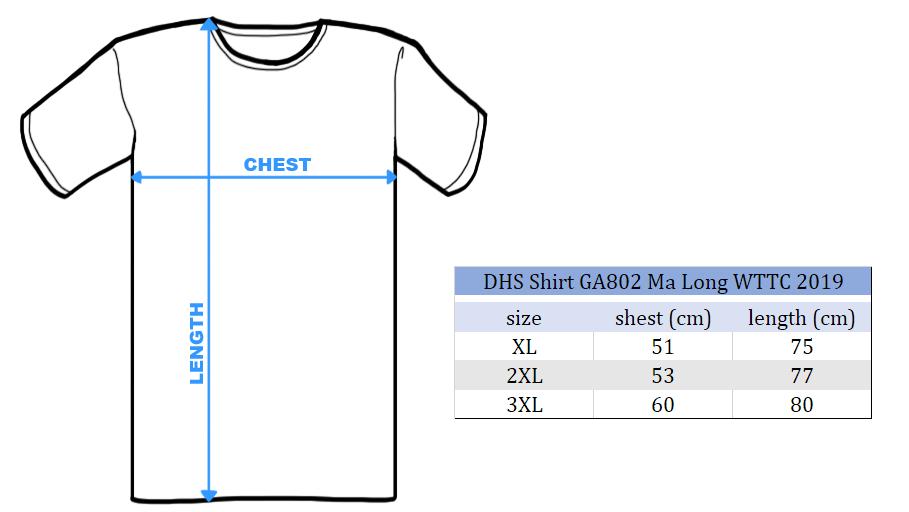 CHEST
LENGTH
DHS Shirt GA802 Ma Long WTTC 2019
size shest (cm) length (cm)
XL 51 75
2XL 53 77
3XL 60 80